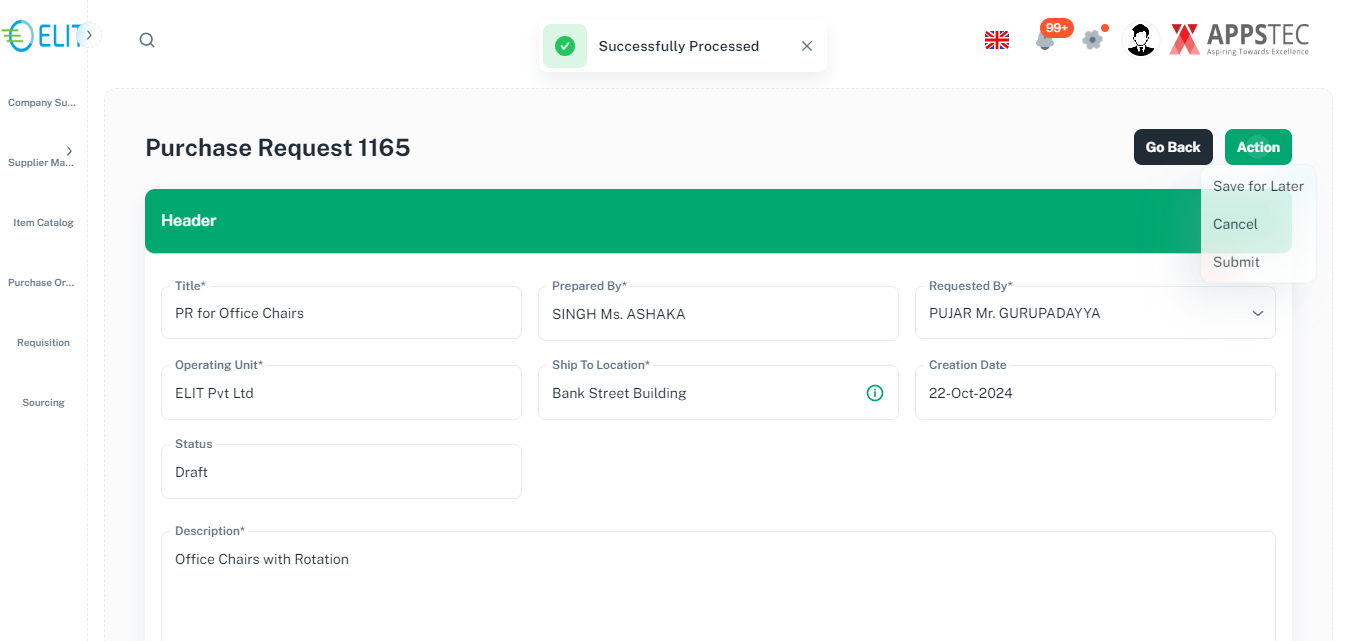 ELIT
Successfully Processed
99+
APPSTEC
Aspiring Towards Excellence
Company Su...
Supplier Ma...
Item Catalog
Purchase Or...
Requisition
Sourcing
Purchase Request 1165
Go Back
Action
Save for Later
Cancel
Submit
Header
Title*
PR for Office Chairs
Prepared By*
SINGH Ms. ASHAKA
Requested By*
PUJAR Mr. GURUPADAYYA
Operating Unit*
ELIT Pvt Ltd
Ship To Location*
Bank Street Building
Creation Date
22-Oct-2024
Status
Draft
Description*
Office Chairs with Rotation